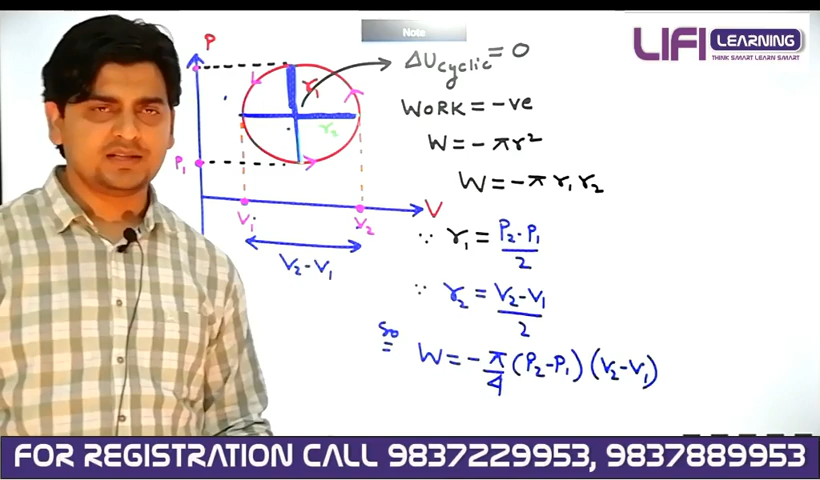 Note
LIFI LEARNING
THINK SMART LEARN SMART
P
ΔUcyclic = 0
r₁
WORK = -ve
r₂
W = -πr²
P₁
W = -π r₁ r₂
V
V₁
V₂
∵ r₁ = (P₂-P₁)/2
V₂-V₁
∵ r₂ = (V₂-V₁)/2
So
W = -π/4 (P₂-P₁) (V₂-V₁)
FOR REGISTRATION CALL 9837229953, 9837889953